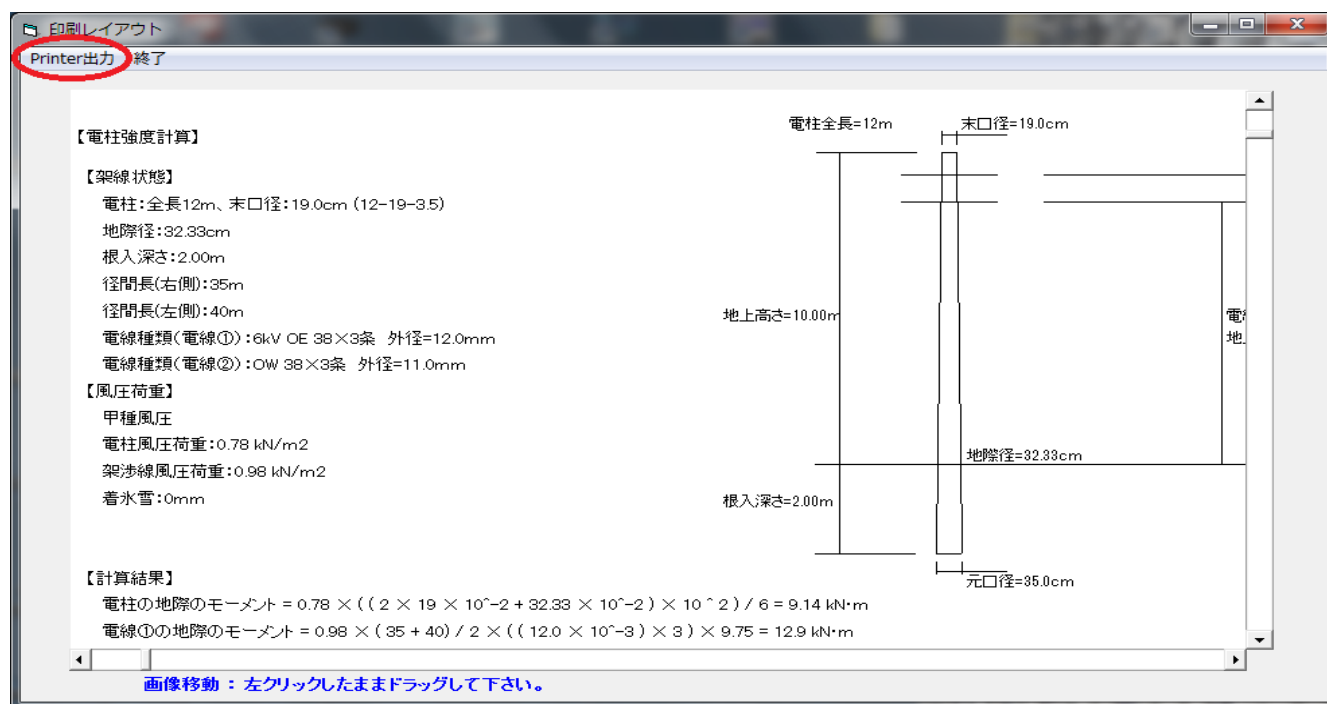 印刷レイアウト
Printer出力 終了
電柱全長=12m 末口径=19.0cm
【電柱強度計算】
【架線状態】
電柱:全長12m、末口径:19.0cm (12-19-3.5)
地際径:32.33cm
根入深さ:2.00m
径間長(右側):35m
径間長(左側):40m
地上高さ=10.00m
電線種類(電線①):6kV OE 38×3条 外径=12.0mm
電線種類(電線②):OW 38×3条 外径=11.0mm
【風圧荷重】
甲種風圧
電柱風圧荷重:0.78 kN/m2
地際径=32.33cm
架渉線風圧荷重:0.98 kN/m2
着氷雪:0mm
根入深さ=2.00m
【計算結果】
元口径=35.0cm
電柱の地際のモーメント = 0.78 × ( ( 2 × 19 × 10^-2 + 32.33 × 10^-2 ) × 10 ^ 2 ) / 6 = 9.14 kN・m
電線①の地際のモーメント = 0.98 × ( 35 + 40) / 2 × ( ( 12.0 × 10^-3 ) × 3 ) × 9.75 = 12.9 kN・m
画像移動 : 左クリックしたままドラッグして下さい。